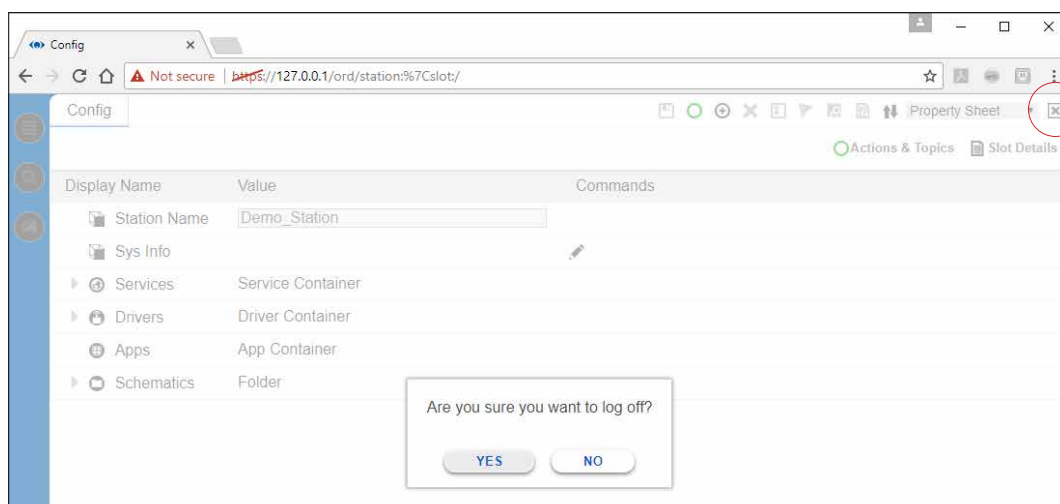 Config
Not secure | https://127.0.0.1/ord/station:%7Cslot:/
Config Property Sheet
Actions & Topics Slot Details
Display Name Value Commands
Station Name Demo_Station
Sys Info
Services Service Container
Drivers Driver Container
Apps App Container
Schematics Folder
Are you sure you want to log off?
YES NO